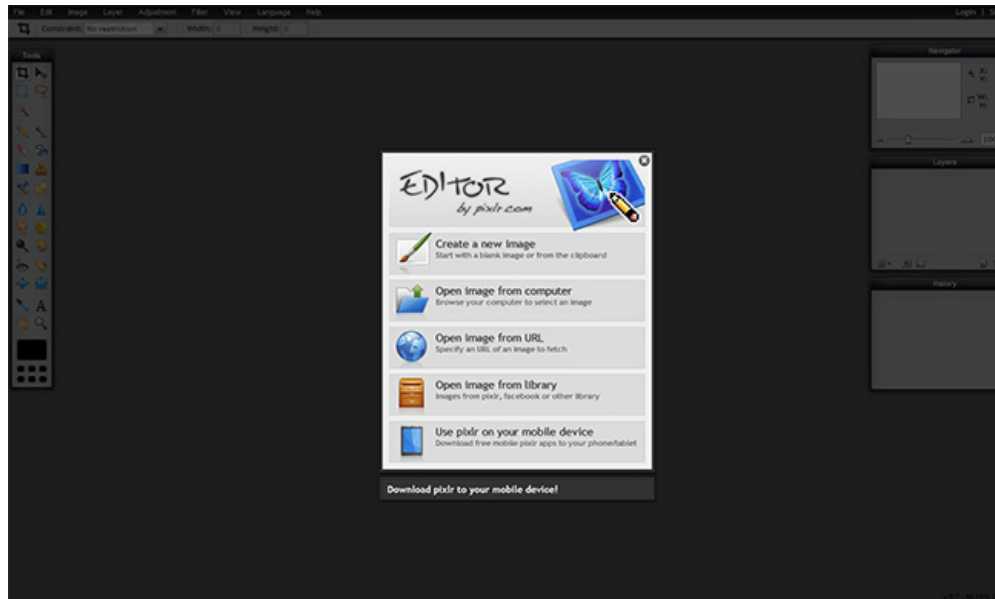 File Edit Image Layer Adjustment Filter View Language Help
Login
Constraint: No restriction Width: 0 Height: 0
Tools
Navigator
X:
Y:
W:
H:
100
Layers
History
EDITOR
by pixlr.com
Create a new image
Start with a blank image or from the clipboard
Open image from computer
Browse your computer to select an image
Open image from URL
Specify an URL of an image to fetch
Open image from library
Images from pixlr, facebook or other library
Use pixlr on your mobile device
Download free mobile pixlr apps to your phone/tablet
Download pixlr to your mobile device!